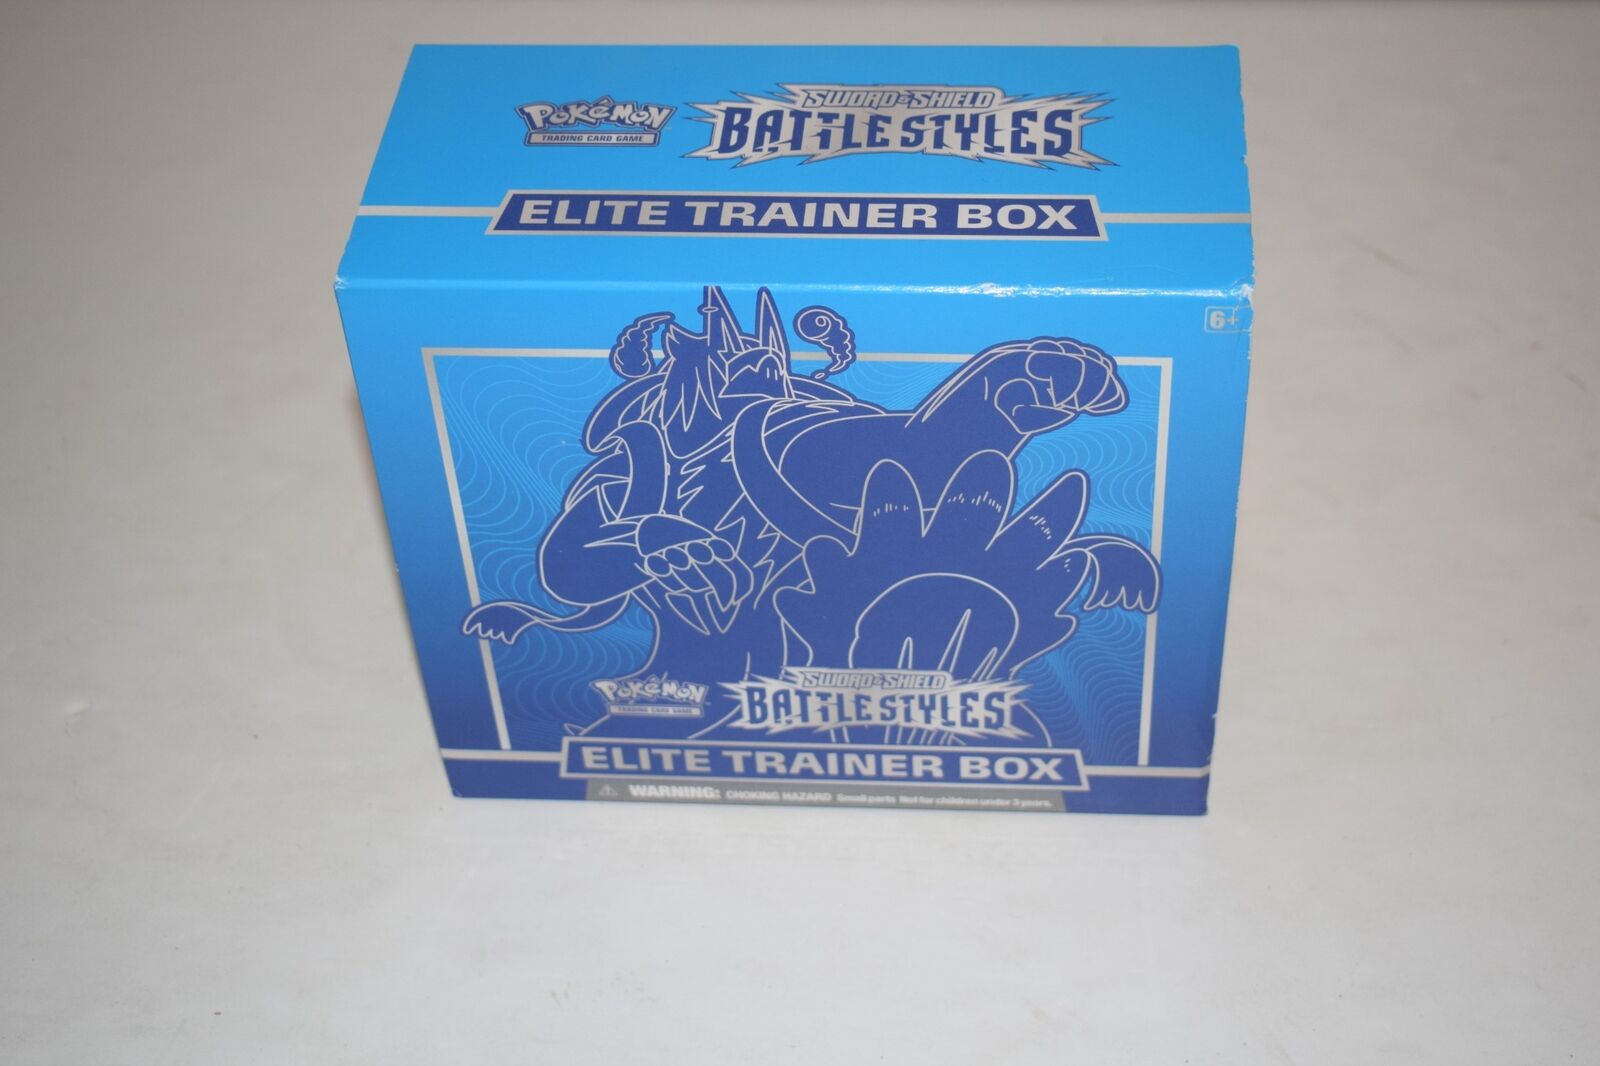 POKéMON
TRADING CARD GAME
SWORD & SHIELD
BATTLE STYLES
ELITE TRAINER BOX
6+
POKéMON
TRADING CARD GAME
SWORD & SHIELD
BATTLE STYLES
ELITE TRAINER BOX
WARNING: CHOKING HAZARD Small parts Not for children under 3 years.